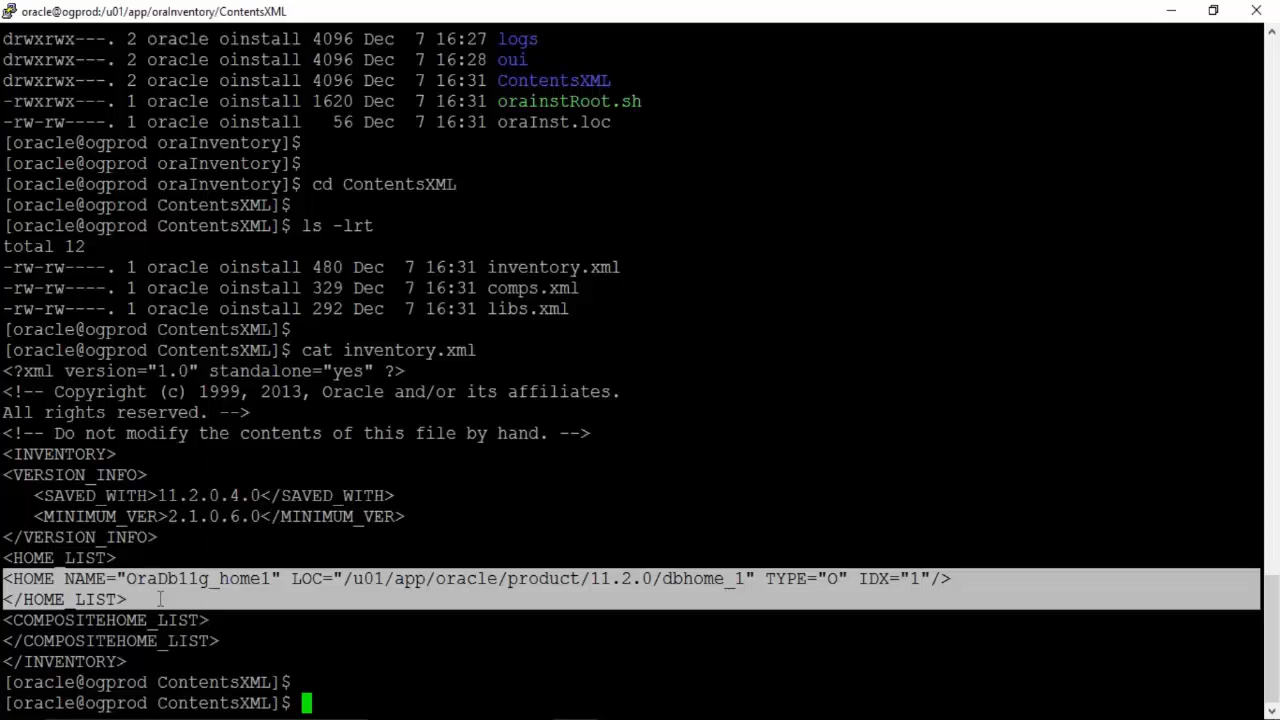 oracle@ogprod:/u01/app/oraInventory/ContentsXML
drwxrwx---. 2 oracle oinstall 4096 Dec  7 16:27 logs
drwxrwx---. 2 oracle oinstall 4096 Dec  7 16:28 oui
drwxrwx---. 2 oracle oinstall 4096 Dec  7 16:31 ContentsXML
-rwxrwx---. 1 oracle oinstall 1620 Dec  7 16:31 orainstRoot.sh
-rw-rw----. 1 oracle oinstall   56 Dec  7 16:31 oraInst.loc
[oracle@ogprod oraInventory]$
[oracle@ogprod oraInventory]$
[oracle@ogprod oraInventory]$ cd ContentsXML
[oracle@ogprod ContentsXML]$
[oracle@ogprod ContentsXML]$ ls -lrt
total 12
-rw-rw----. 1 oracle oinstall 480 Dec  7 16:31 inventory.xml
-rw-rw----. 1 oracle oinstall 329 Dec  7 16:31 comps.xml
-rw-rw----. 1 oracle oinstall 292 Dec  7 16:31 libs.xml
[oracle@ogprod ContentsXML]$
[oracle@ogprod ContentsXML]$ cat inventory.xml
<?xml version="1.0" standalone="yes" ?>
<!-- Copyright (c) 1999, 2013, Oracle and/or its affiliates.
All rights reserved. -->
<!-- Do not modify the contents of this file by hand. -->
<INVENTORY>
<VERSION_INFO>
   <SAVED_WITH>11.2.0.4.0</SAVED_WITH>
   <MINIMUM_VER>2.1.0.6.0</MINIMUM_VER>
</VERSION_INFO>
<HOME_LIST>
<HOME NAME="OraDb11g_home1" LOC="/u01/app/oracle/product/11.2.0/dbhome_1" TYPE="O" IDX="1"/>
</HOME_LIST>
<COMPOSITEHOME_LIST>
</COMPOSITEHOME_LIST>
</INVENTORY>
[oracle@ogprod ContentsXML]$
[oracle@ogprod ContentsXML]$